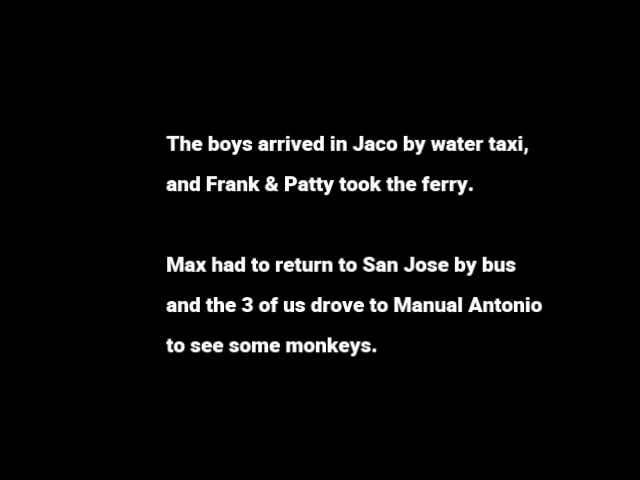 The boys arrived in Jaco by water taxi,
and Frank & Patty took the ferry.
Max had to return to San Jose by bus
and the 3 of us drove to Manual Antonio
to see some monkeys.